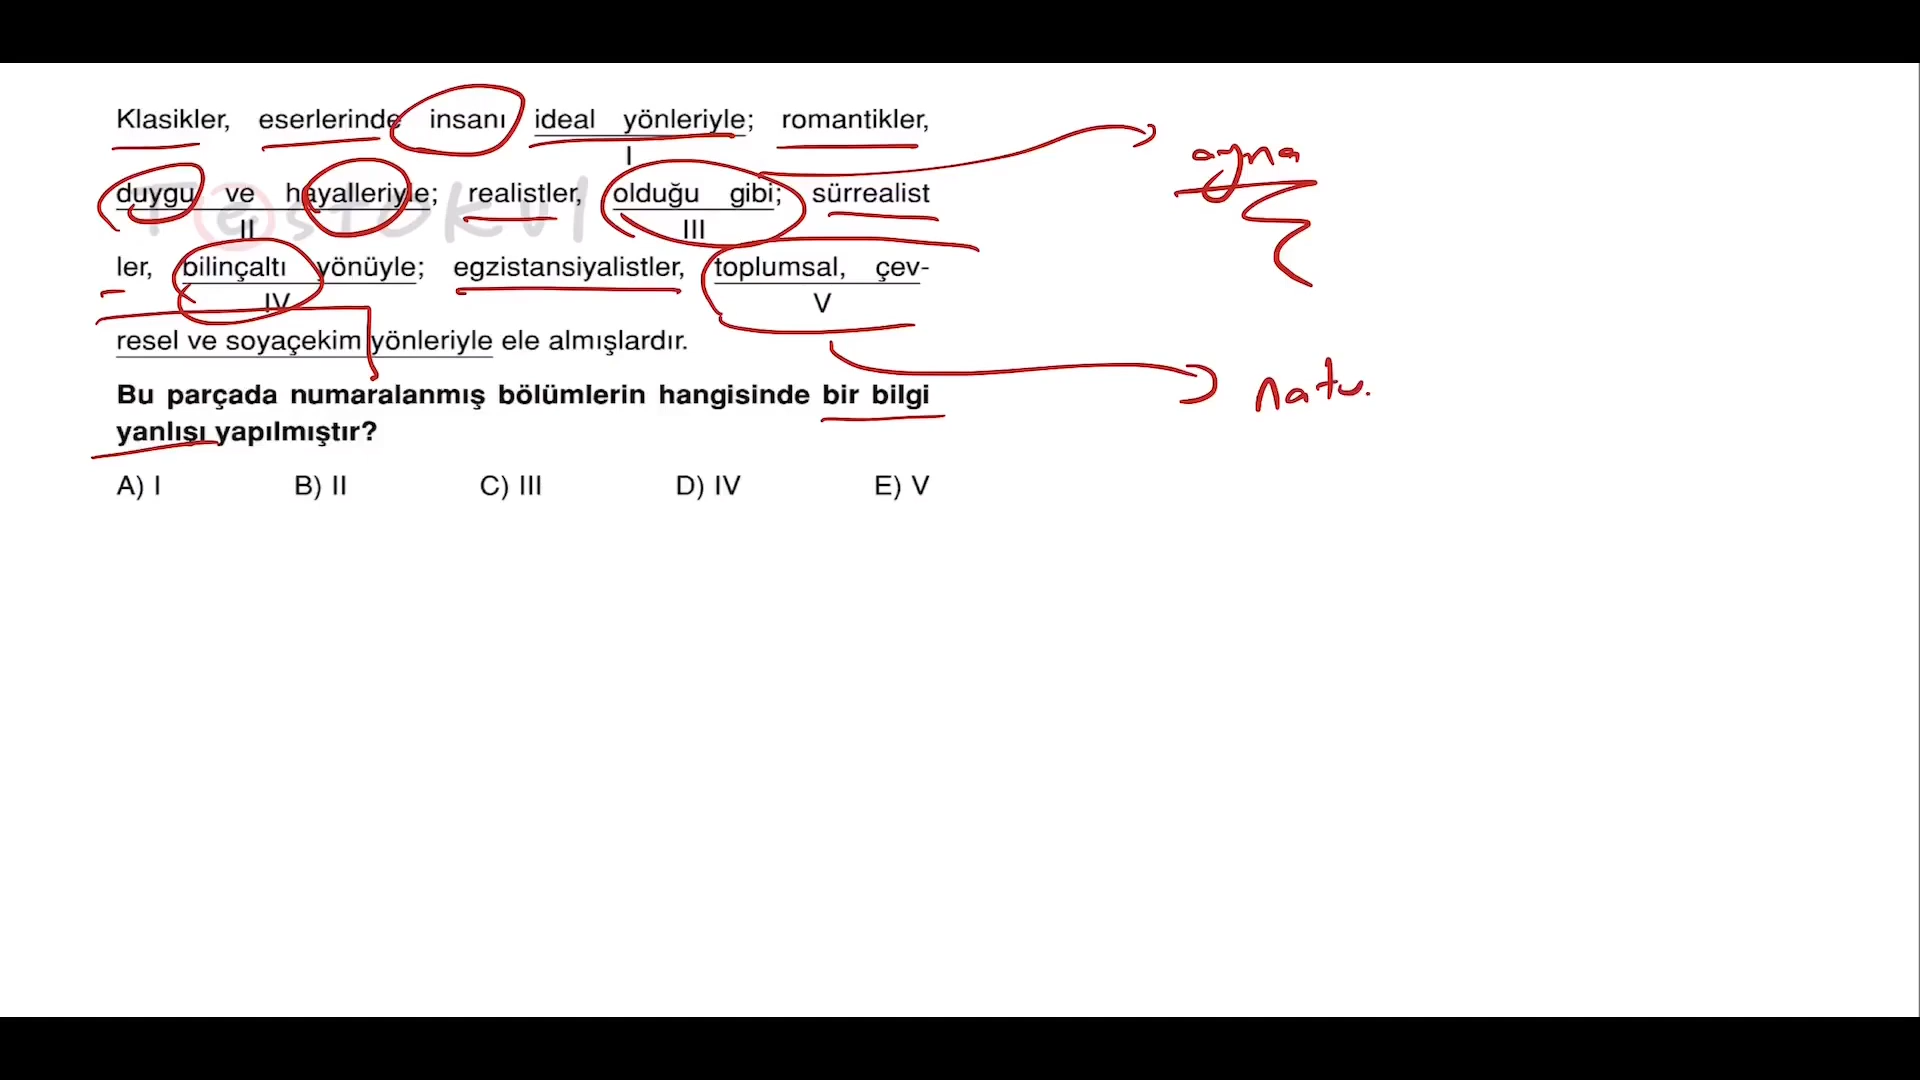 Klasikler, eserlerinde insanı ideal yönleriyle; romantikler,
I
duygu ve hayalleriyle; realistler, olduğu gibi; sürrealist
II III
ler, bilinçaltı yönüyle; egzistansiyalistler, toplumsal, çev-
IV V
resel ve soyaçekim yönleriyle ele almışlardır.
Bu parçada numaralanmış bölümlerin hangisinde bir bilgi
yanlışı yapılmıştır?
A) I B) II C) III D) IV E) V
ayna
natu.
TestOkul